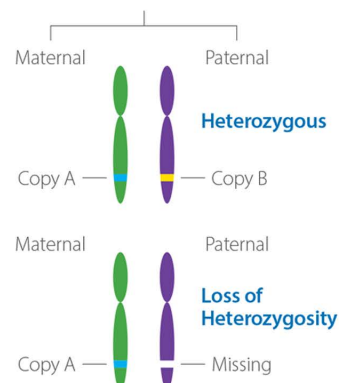 Maternal Paternal
Heterozygous
Copy A Copy B
Maternal Paternal
Loss of
Heterozygosity
Copy A Missing